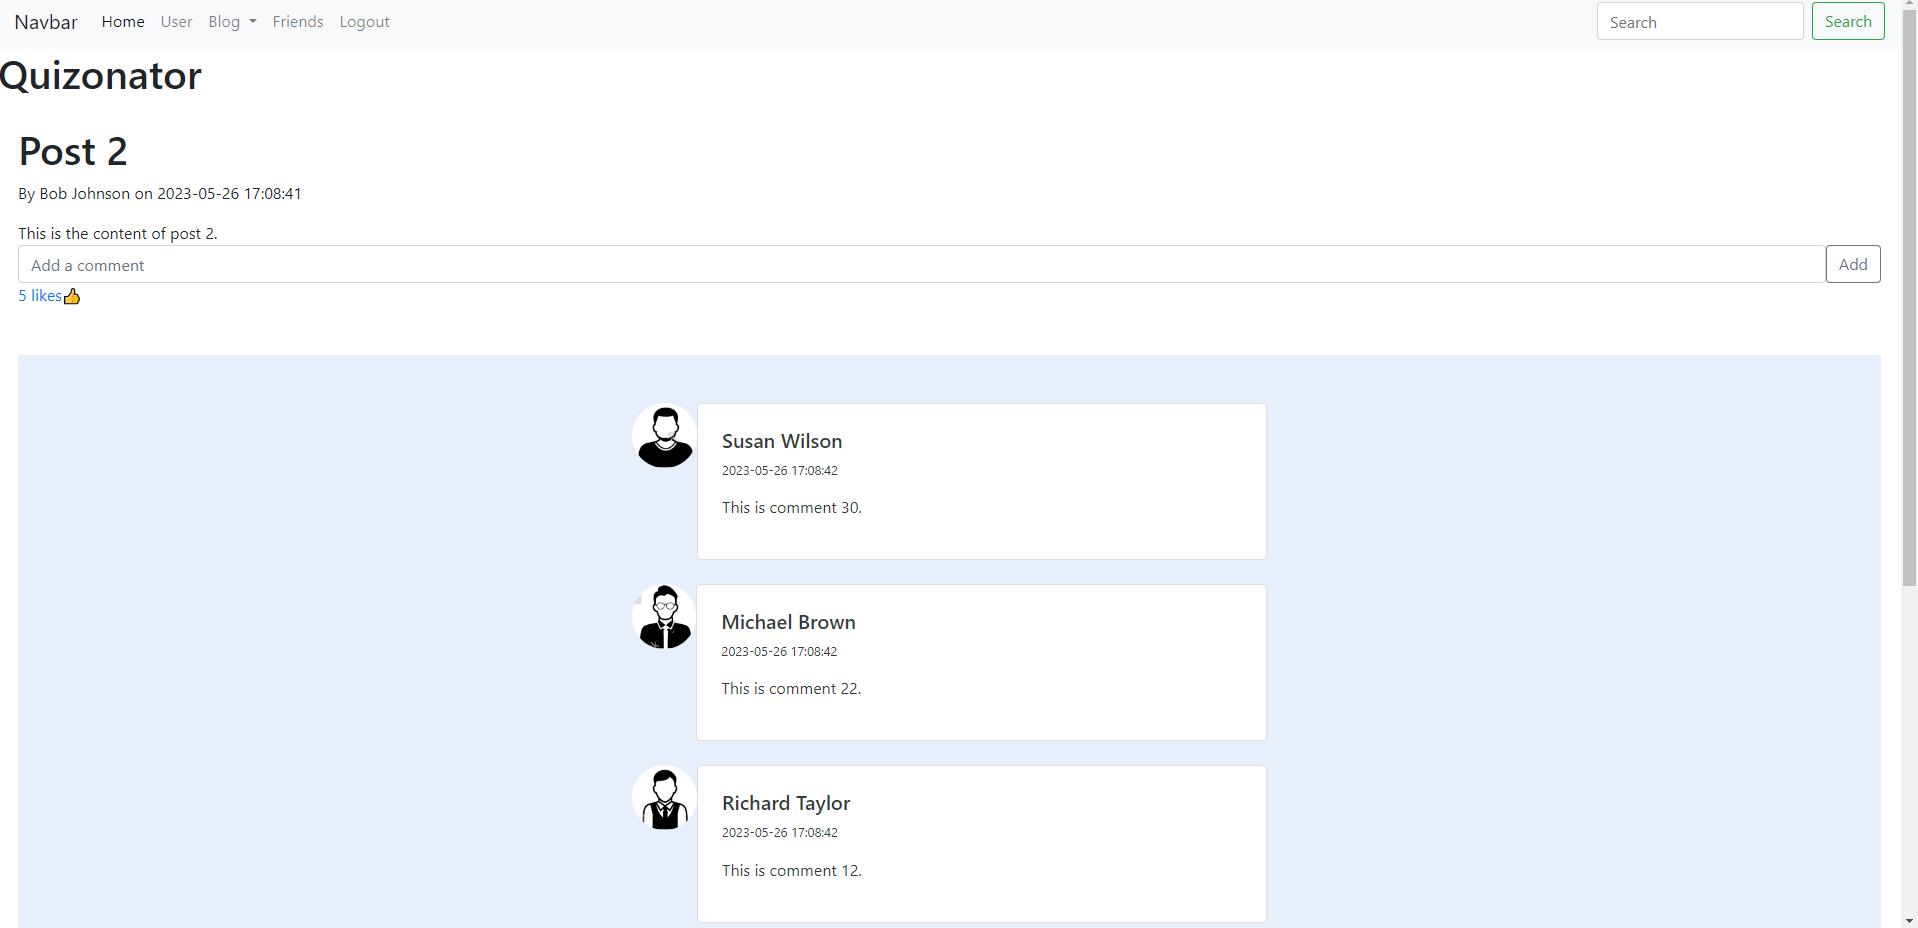 Navbar Home User Blog Friends Logout Search Search
Quizonator
Post 2
By Bob Johnson on 2023-05-26 17:08:41
This is the content of post 2.
Add a comment Add
5 likes👍
Susan Wilson
2023-05-26 17:08:42
This is comment 30.
Michael Brown
2023-05-26 17:08:42
This is comment 22.
Richard Taylor
2023-05-26 17:08:42
This is comment 12.